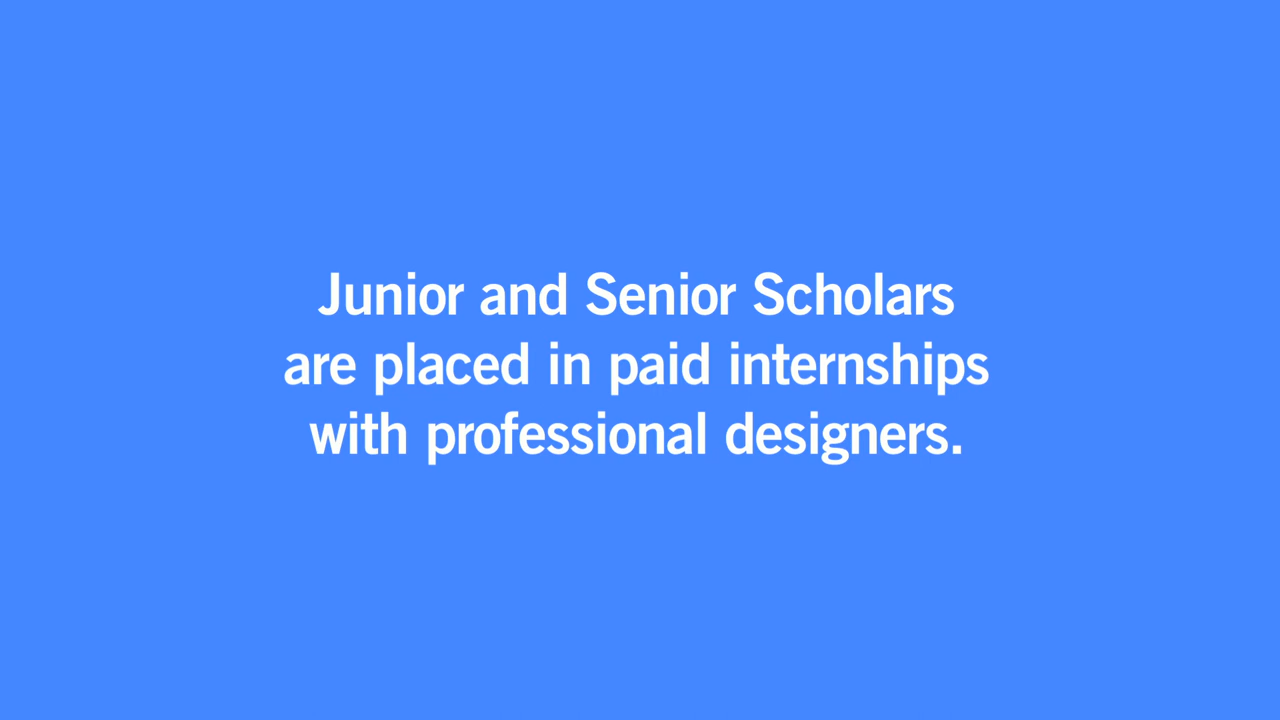 Junior and Senior Scholars
are placed in paid internships
with professional designers.